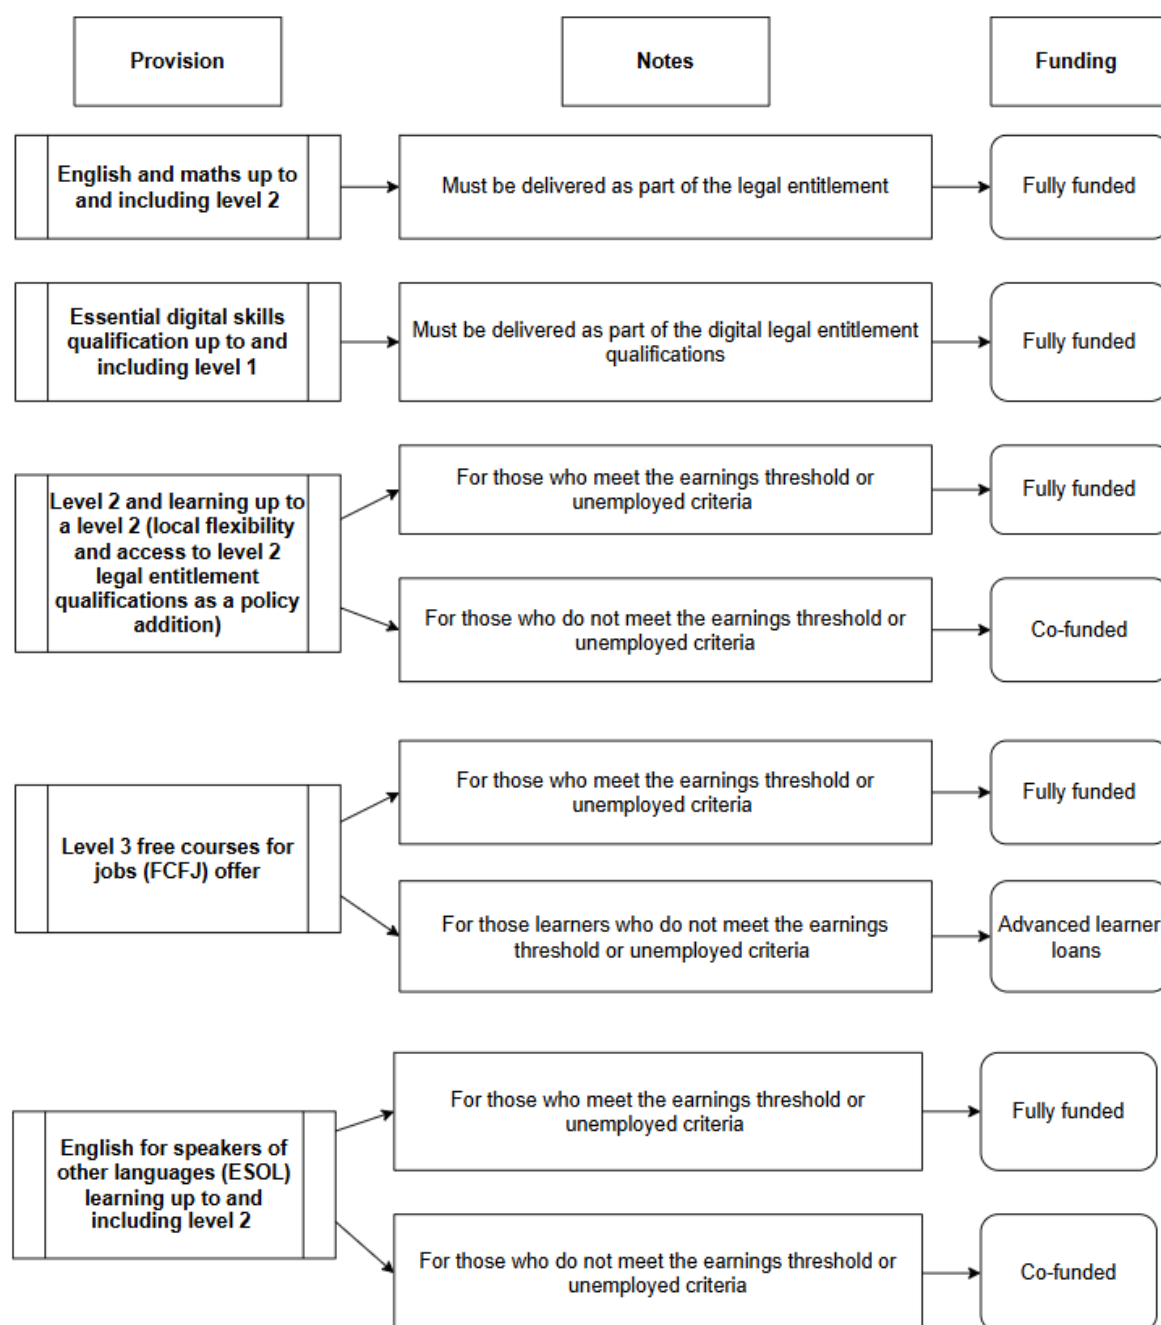 Provision
Notes
Funding
English and maths up to
and including level 2
Must be delivered as part of the legal entitlement
Fully funded
Essential digital skills
qualification up to and
including level 1
Must be delivered as part of the digital legal entitlement
qualifications
Fully funded
Level 2 and learning up to
a level 2 (local flexibility
and access to level 2
legal entitlement
qualifications as a policy
addition)
For those who meet the earnings threshold or
unemployed criteria
Fully funded
For those who do not meet the earnings threshold or
unemployed criteria
Co-funded
Level 3 free courses for
jobs (FCFJ) offer
For those who meet the earnings threshold or
unemployed criteria
Fully funded
For those learners who do not meet the earnings
threshold or unemployed criteria
Advanced learner
loans
English for speakers of
other languages (ESOL)
learning up to and
including level 2
For those who meet the earnings threshold or
unemployed criteria
Fully funded
For those who do not meet the earnings threshold or
unemployed criteria
Co-funded